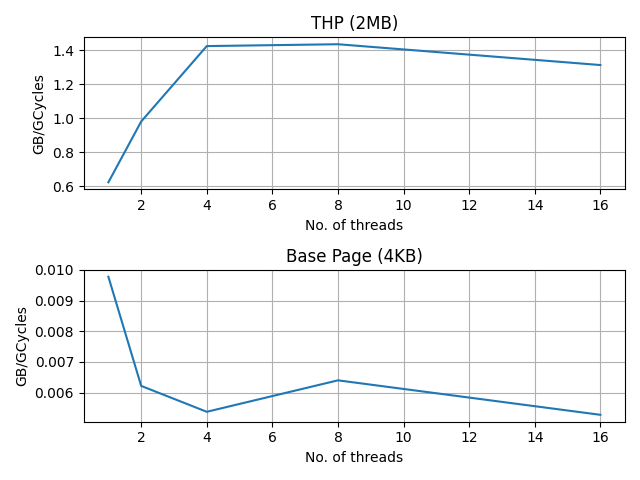 THP (2MB)
GB/GCycles
1.4
1.2
1.0
0.8
0.6
2 4 6 8 10 12 14 16
No. of threads
Base Page (4KB)
GB/GCycles
0.010
0.009
0.008
0.007
0.006
2 4 6 8 10 12 14 16
No. of threads